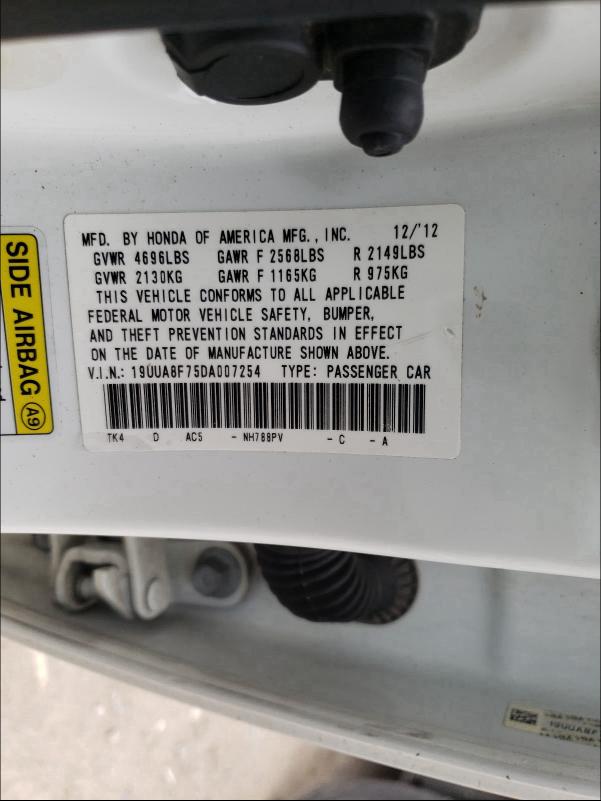 MFD. BY HONDA OF AMERICA MFG., INC. 12/'12
GVWR 4696LBS GAWR F 2568LBS R 2149LBS
GVWR 2130KG GAWR F 1165KG R 975KG
THIS VEHICLE CONFORMS TO ALL APPLICABLE
FEDERAL MOTOR VEHICLE SAFETY, BUMPER,
AND THEFT PREVENTION STANDARDS IN EFFECT
ON THE DATE OF MANUFACTURE SHOWN ABOVE.
V.I.N.: 19UUA8F75DA007254 TYPE: PASSENGER CAR
TK4 D AC5 - NH788PV - C - A
SIDE AIRBAG A9
19UUA8F